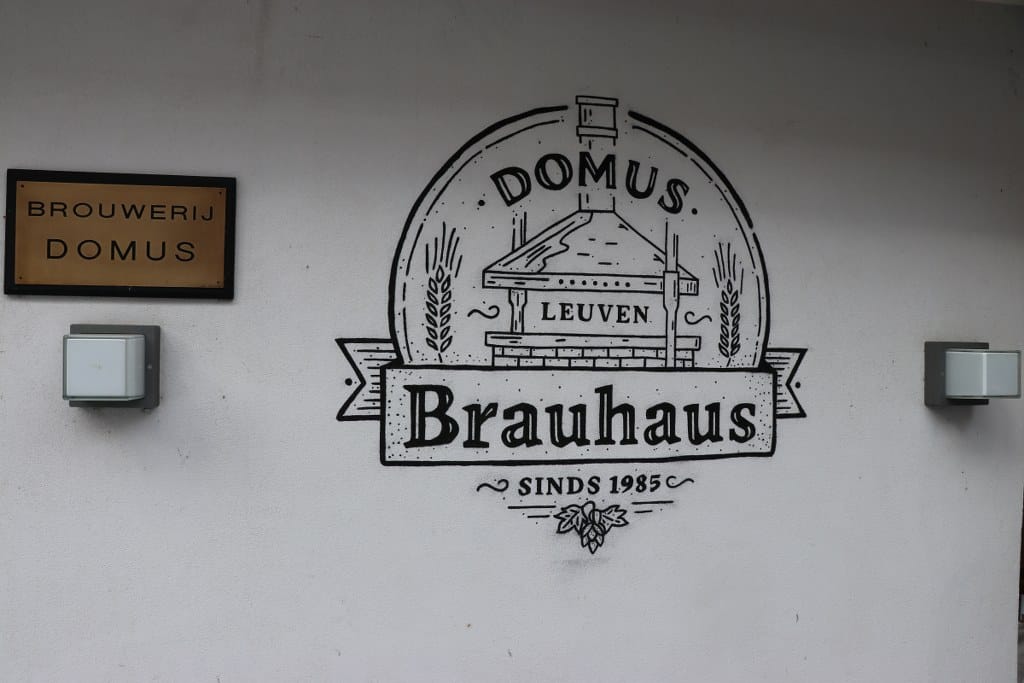 BROUWERIJ
DOMUS
DOMUS
LEUVEN
Brauhaus
SINDS 1985